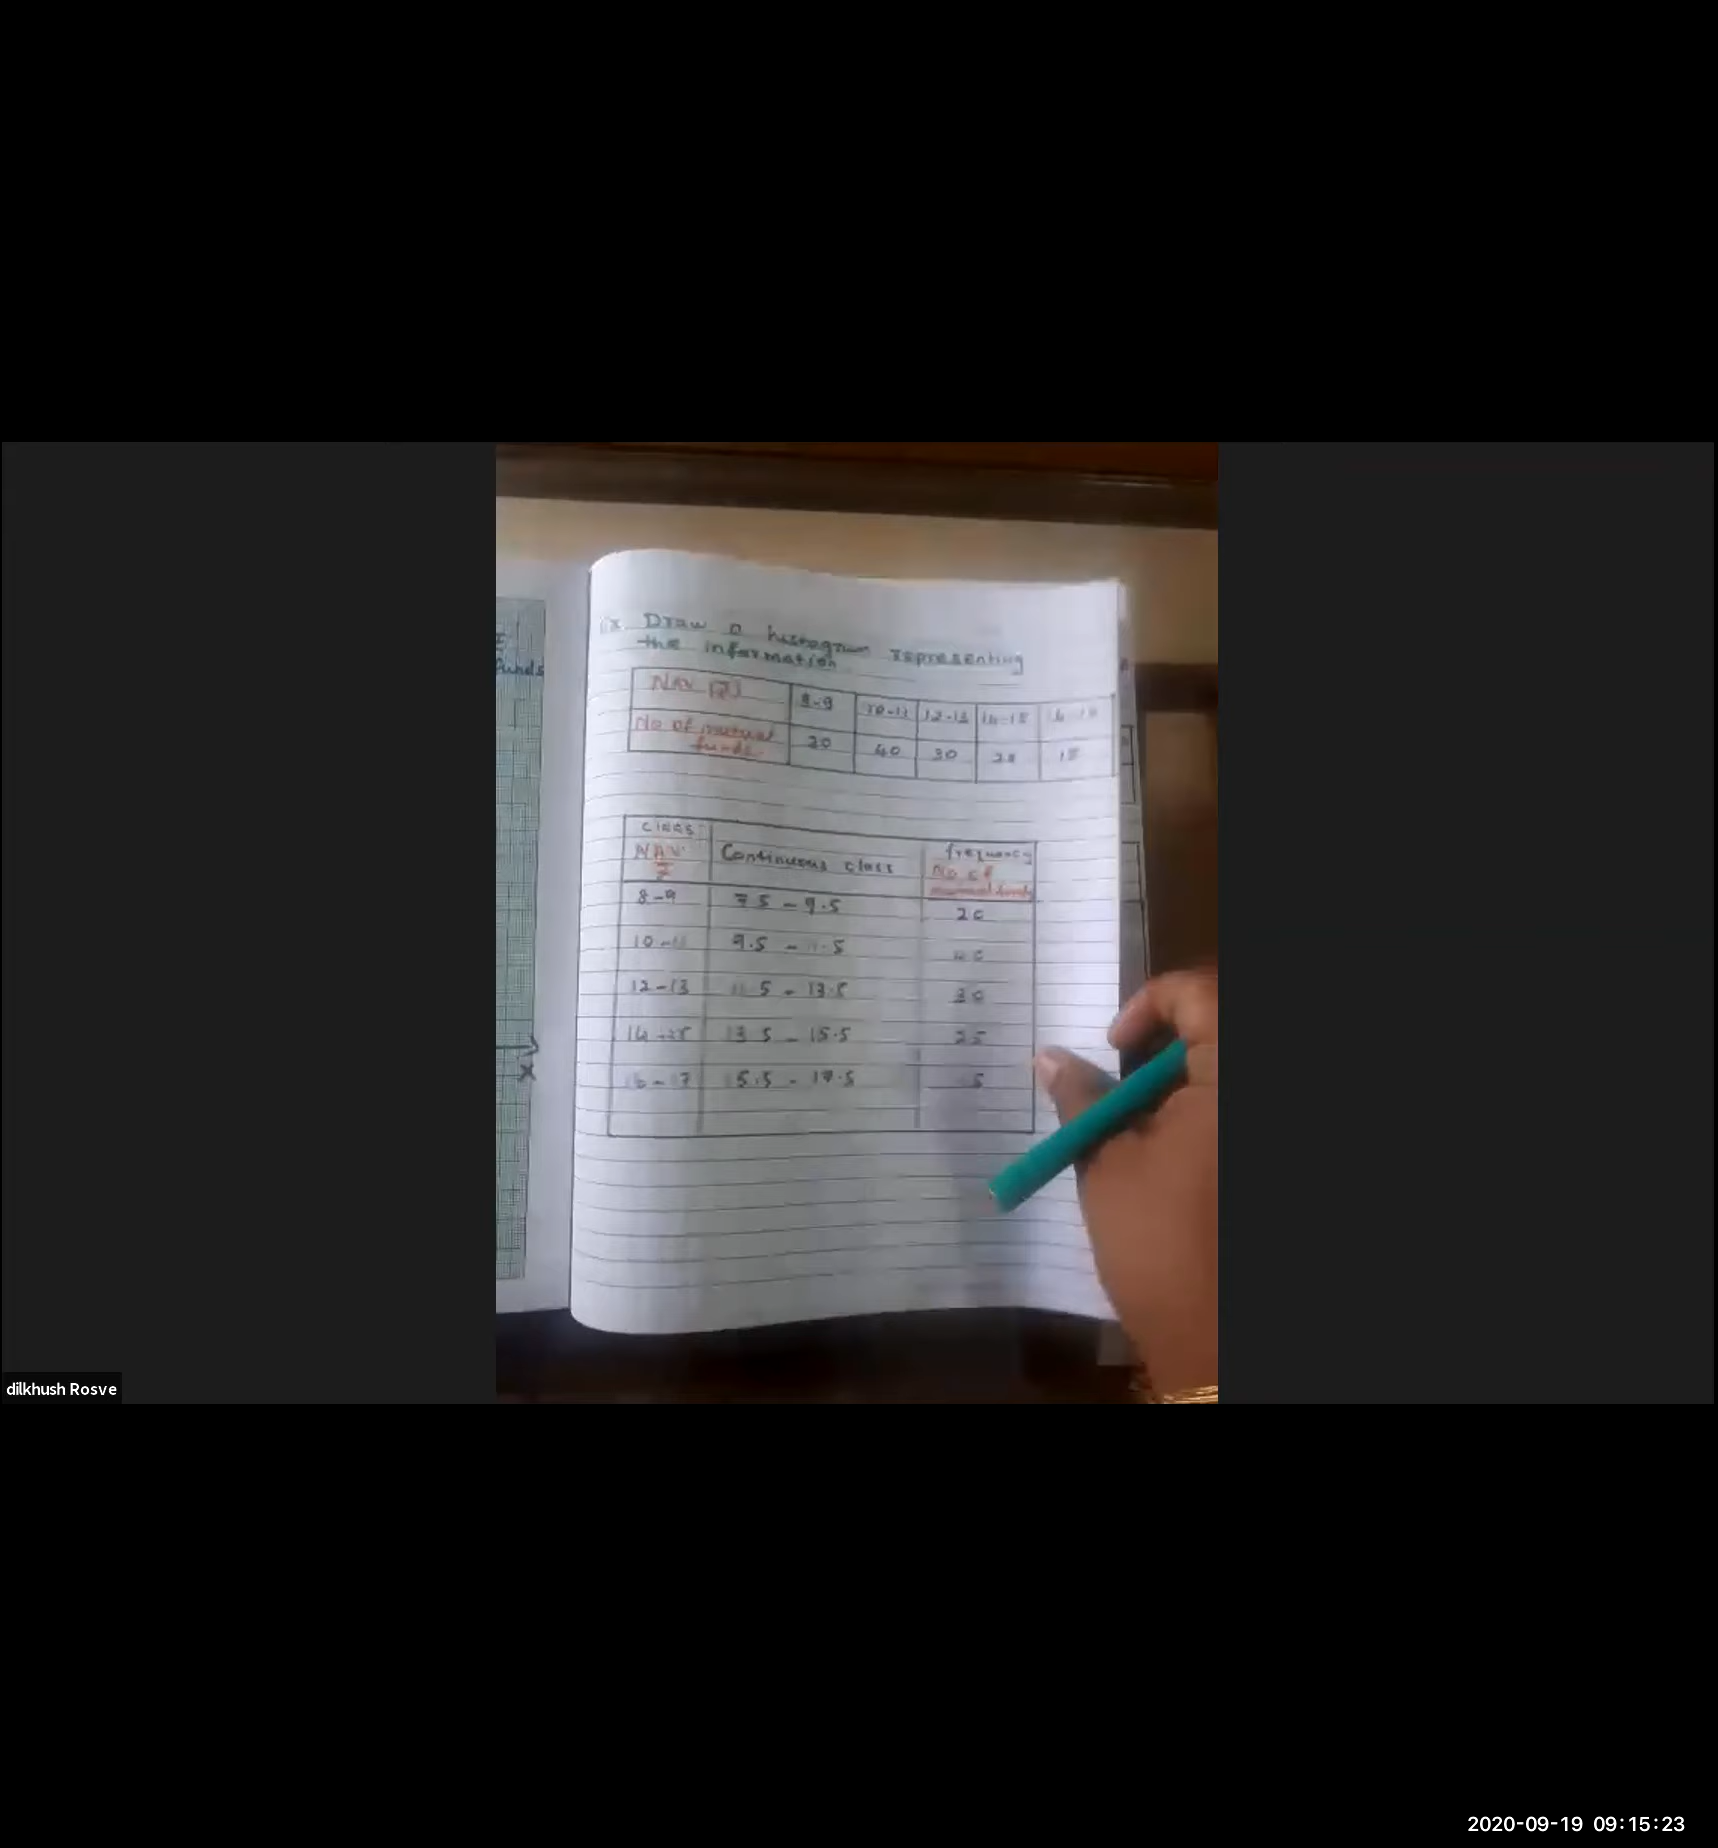 Ex. Draw a histogram representing
the information
NAV (₹) 8-9 10-11 12-13 14-15
No of mutual funds 20 40 30 15
class NAV ₹ Continuous class frequency No of mutual funds
8-9 7.5 - 9.5 20
10-11 9.5 - 11.5 40
12-13 11.5 - 13.5 30
13.5 - 15.5 25
16-17 15.5 - 17.5 15
funds
X
dilkhush Rosve
2020-09-19 09:15:23